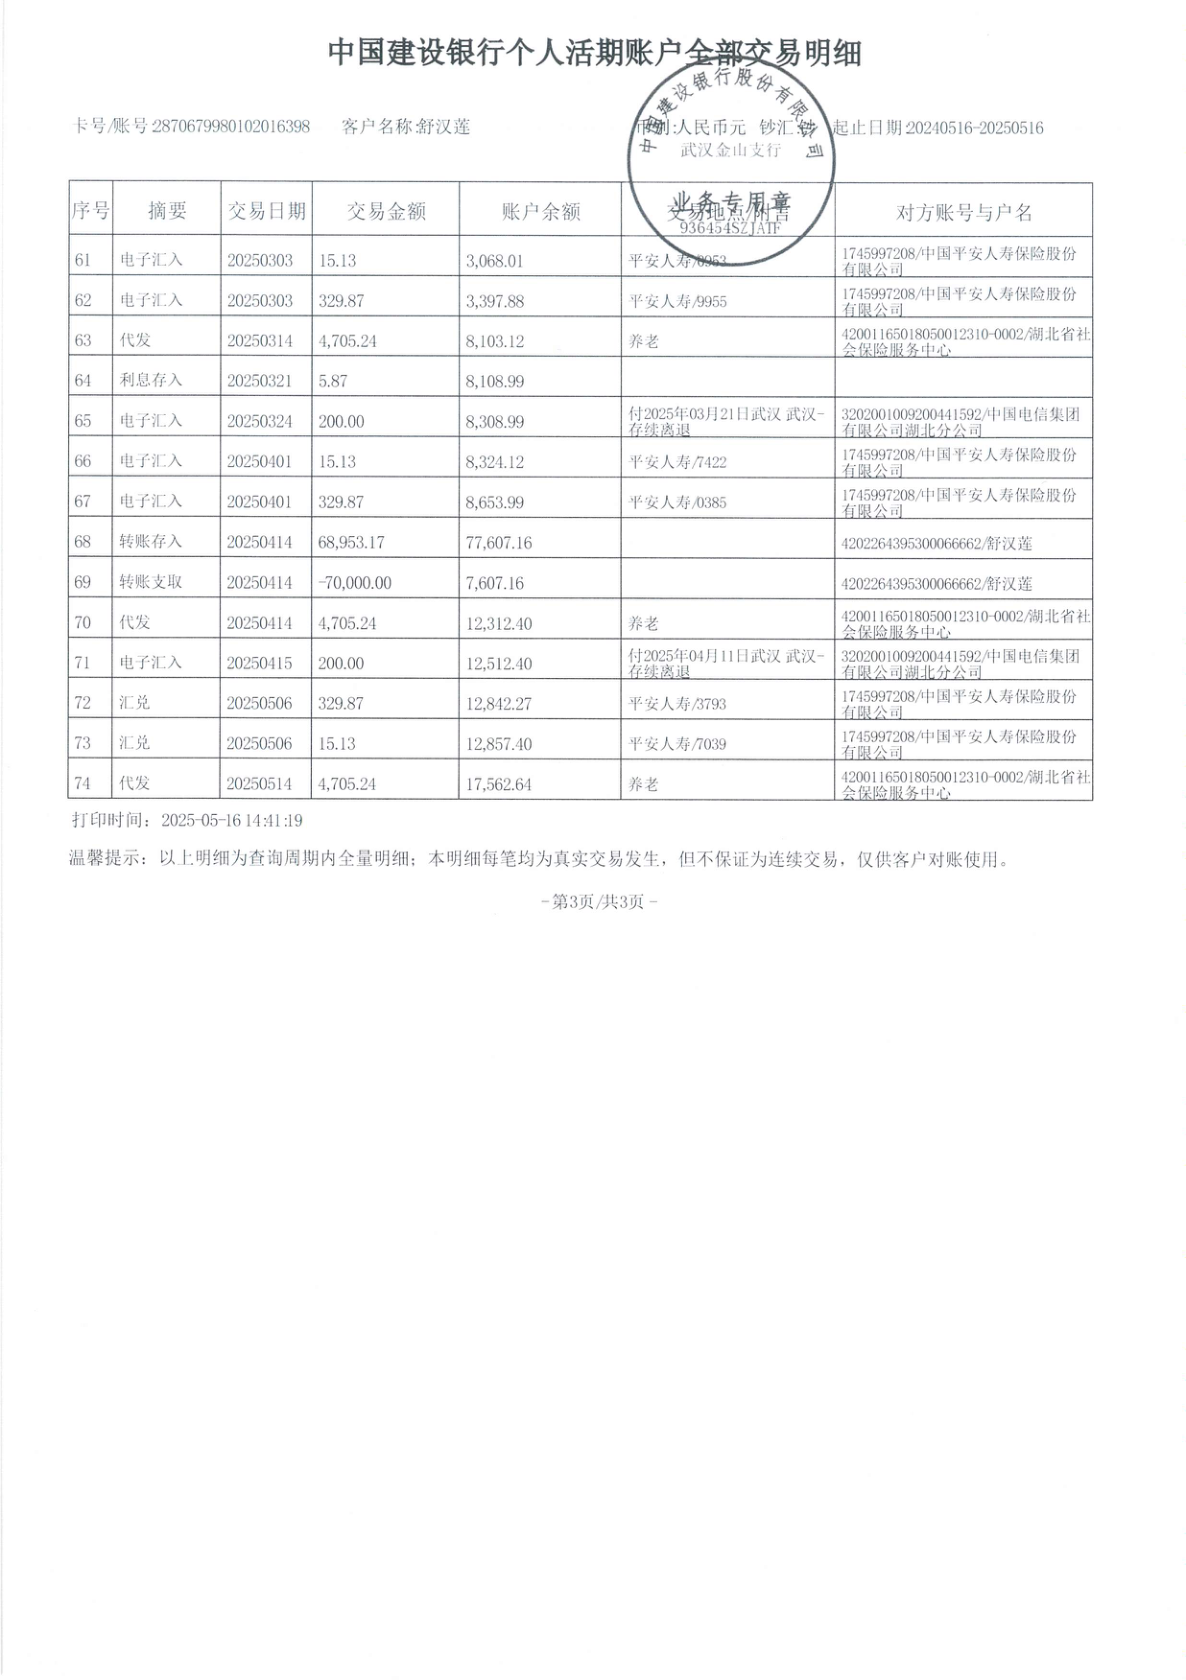 中国建设银行个人活期账户全部交易明细
中国建设银行股份有限公司
卡号/账号:2870679980102016398 客户名称:舒汉莲 币别:人民币元 钞汇: 起止日期:20240516-20250516
武汉金山支行
业务专用章
序号 摘要 交易日期 交易金额 账户余额 交易地点/附言 对方账号与户名
936454SZJATF
61 电子汇入 20250303 15.13 3,068.01 平安人寿/8953 1745997208/中国平安人寿保险股份
有限公司
62 电子汇入 20250303 329.87 3,397.88 平安人寿/9955 1745997208/中国平安人寿保险股份
有限公司
63 代发 20250314 4,705.24 8,103.12 养老 42001165018050012310-0002/湖北省社
会保险服务中心
64 利息存入 20250321 5.87 8,108.99
65 电子汇入 20250324 200.00 8,308.99 付2025年03月21日武汉 武汉- 3202001009200441592/中国电信集团
存续离退 有限公司湖北分公司
66 电子汇入 20250401 15.13 8,324.12 平安人寿/7422 1745997208/中国平安人寿保险股份
有限公司
67 电子汇入 20250401 329.87 8,653.99 平安人寿/0385 1745997208/中国平安人寿保险股份
有限公司
68 转账存入 20250414 68,953.17 77,607.16 4202264395300066662/舒汉莲
69 转账支取 20250414 -70,000.00 7,607.16 4202264395300066662/舒汉莲
70 代发 20250414 4,705.24 12,312.40 养老 42001165018050012310-0002/湖北省社
会保险服务中心
71 电子汇入 20250415 200.00 12,512.40 付2025年04月11日武汉 武汉- 3202001009200441592/中国电信集团
存续离退 有限公司湖北分公司
72 汇兑 20250506 329.87 12,842.27 平安人寿/3793 1745997208/中国平安人寿保险股份
有限公司
73 汇兑 20250506 15.13 12,857.40 平安人寿/7039 1745997208/中国平安人寿保险股份
有限公司
74 代发 20250514 4,705.24 17,562.64 养老 42001165018050012310-0002/湖北省社
会保险服务中心
打印时间：2025-05-16 14:41:19
温馨提示：以上明细为查询周期内全量明细；本明细每笔均为真实交易发生，但不保证为连续交易，仅供客户对账使用。
-第3页/共3页-